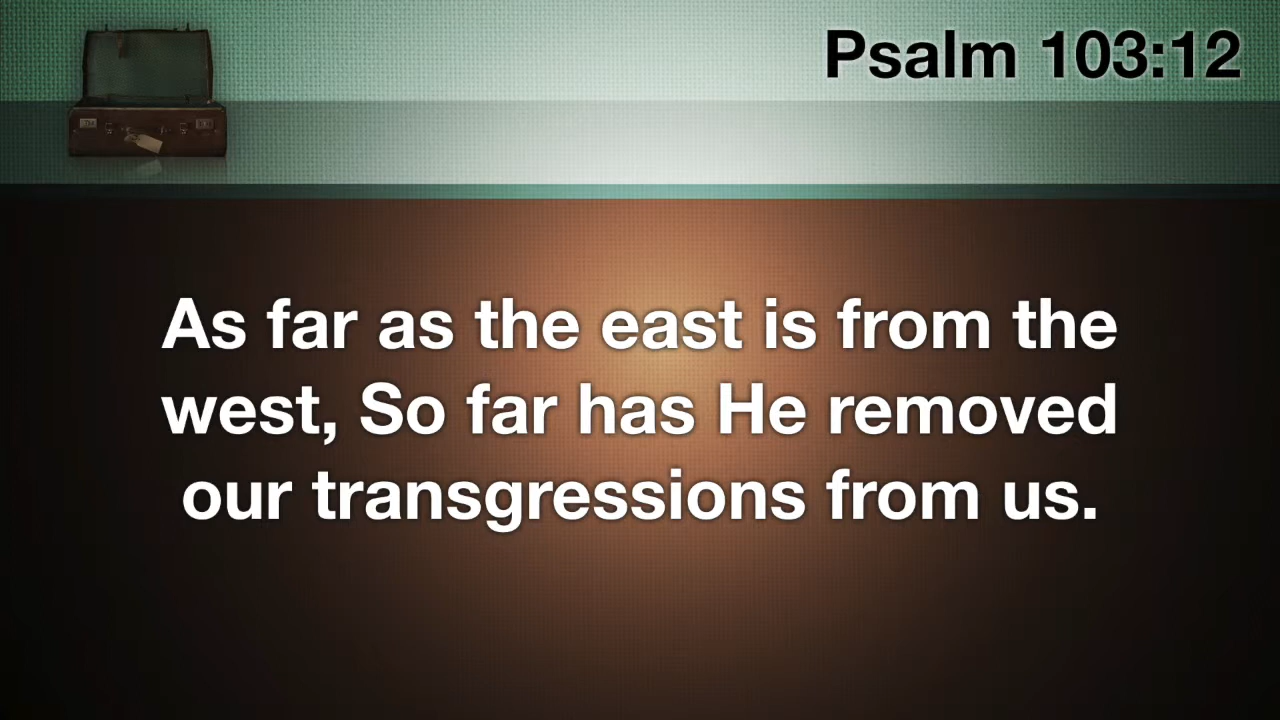 Psalm 103:12
As far as the east is from the
west, So far has He removed
our transgressions from us.